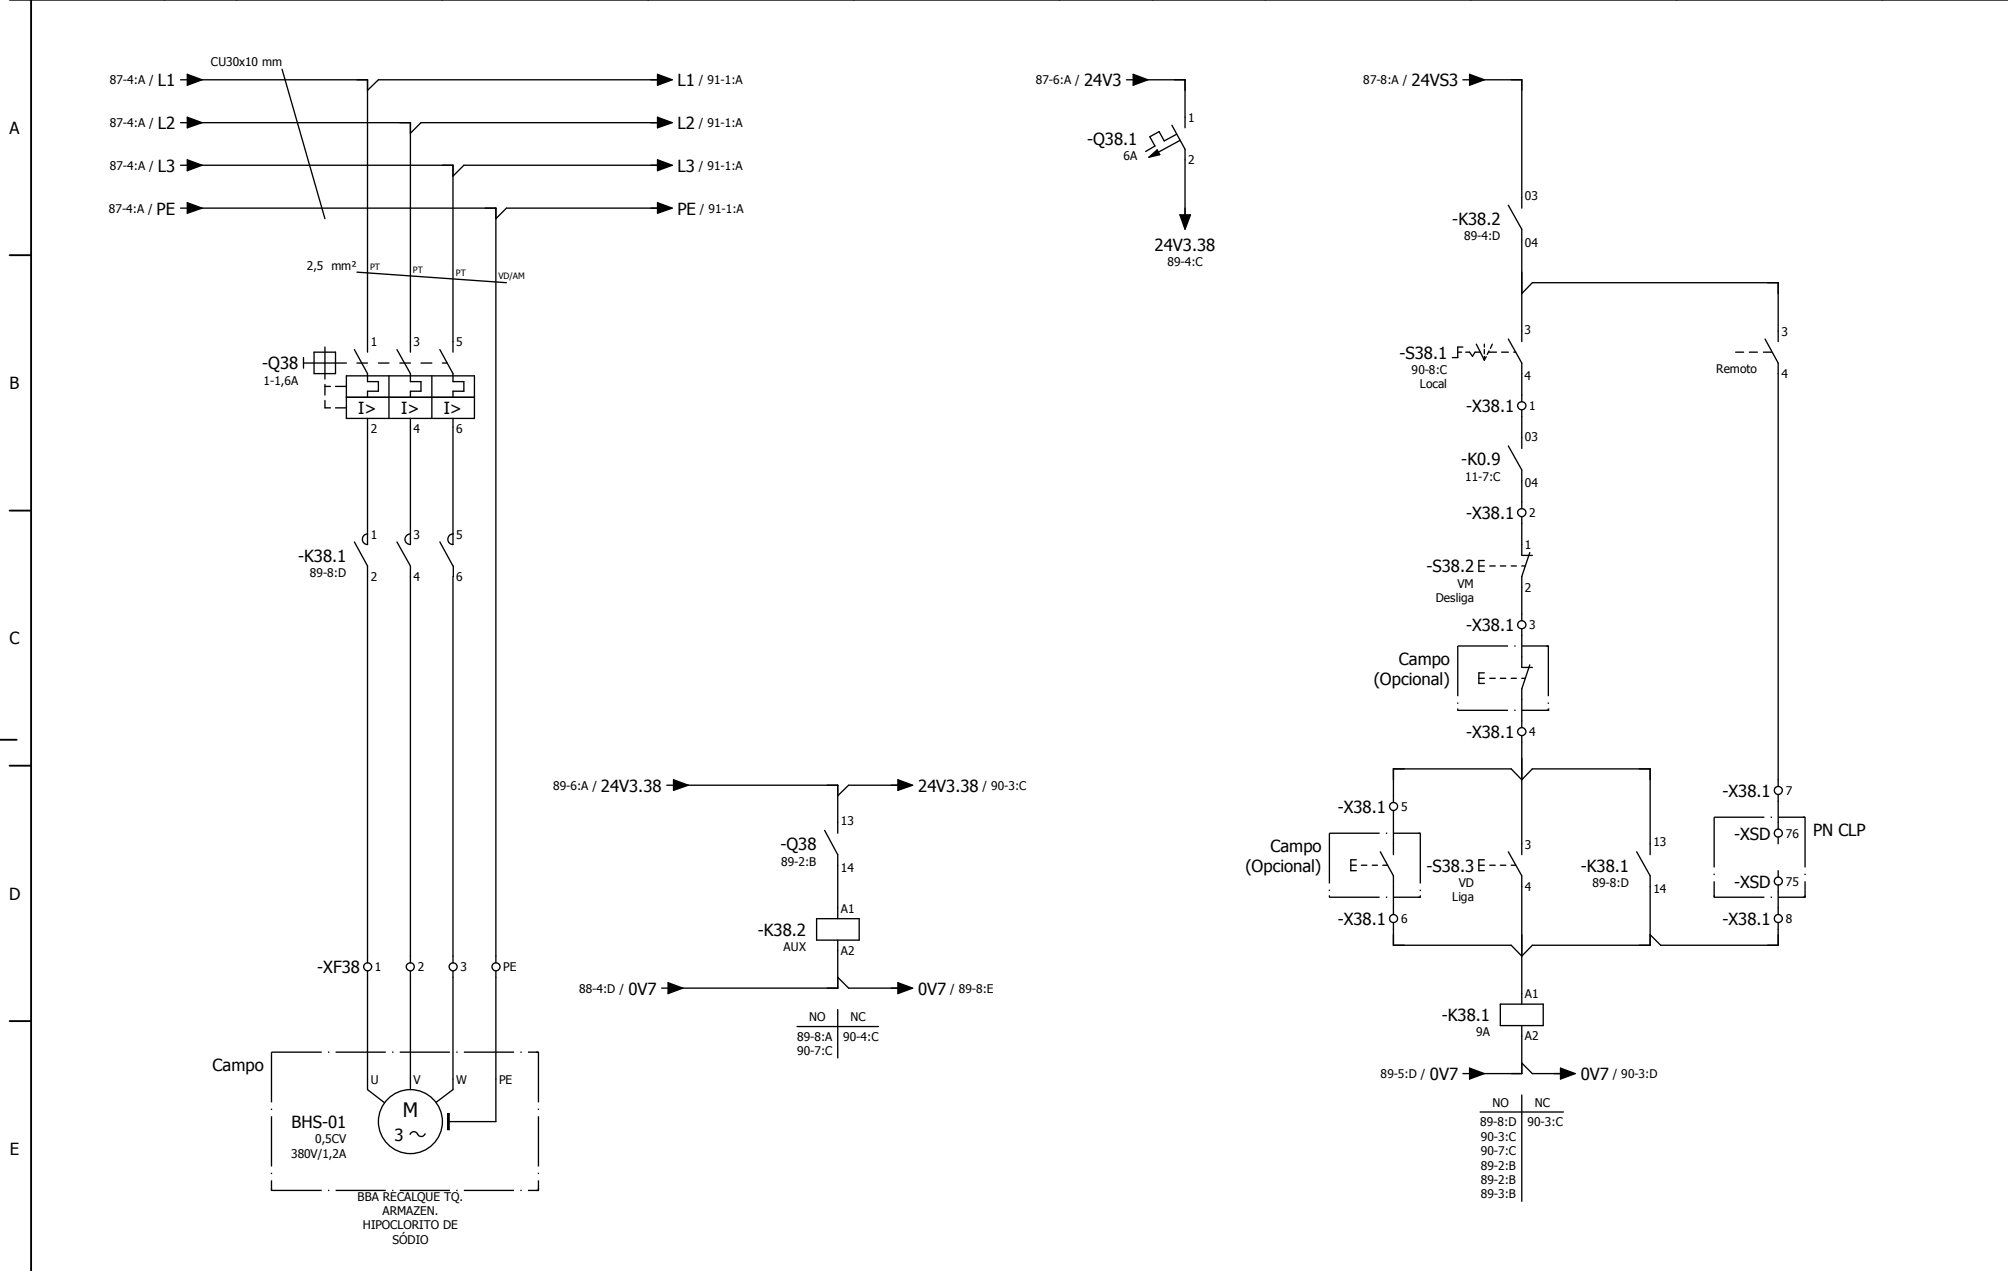 CU30x10 mm
87-4:A / L1
L1 / 91-1:A
87-4:A / L2
L2 / 91-1:A
87-4:A / L3
L3 / 91-1:A
87-4:A / PE
PE / 91-1:A
2,5 mm²
PT
PT
PT
VD/AM
-Q38
1-1,6A
1
3
5
I>
I>
I>
2
4
6
-K38.1
89-8:D
1
3
5
2
4
6
-XF38
1
2
3
PE
Campo
U
V
W
PE
M
3 ~
BHS-01
0,5CV
380V/1,2A
BBA RECALQUE TQ.
ARMAZEN.
HIPOCLORITO DE
SÓDIO
A
B
C
D
E
87-6:A / 24V3
-Q38.1
6A
1
2
24V3.38
89-4:C
89-6:A / 24V3.38
24V3.38 / 90-3:C
13
-Q38
89-2:B
14
A1
-K38.2
AUX
A2
88-4:D / 0V7
0V7 / 89-8:E
NO NC
89-8:A 90-4:C
90-7:C
87-8:A / 24VS3
03
-K38.2
89-4:D
04
3
-S38.1 F
90-8:C
Local
4
3
Remoto
4
-X38.1 1
03
-K0.9
11-7:C
04
-X38.1 2
1
-S38.2 E
VM
Desliga
2
-X38.1 3
Campo
(Opcional)
E
-X38.1 4
-X38.1 5
Campo
(Opcional)
E
-X38.1 6
3
-S38.3 E
VD
Liga
4
13
-K38.1
89-8:D
14
-X38.1 7
-XSD 76
PN CLP
-XSD 75
-X38.1 8
A1
-K38.1
9A
A2
89-5:D / 0V7
0V7 / 90-3:D
NO NC
89-8:D 90-3:C
90-3:C
90-7:C
89-2:B
89-2:B
89-3:B